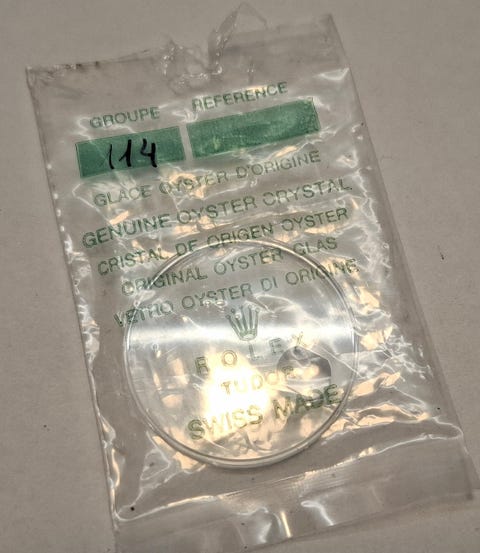 GROUPE REFERENCE
114
GLACE OYSTER D'ORIGINE
GENUINE OYSTER CRYSTAL
CRISTAL DE ORIGEN OYSTER
ORIGINAL OYSTER GLAS
VETRO OYSTER DI ORIGINE
ROLEX
TUDOR
SWISS MADE